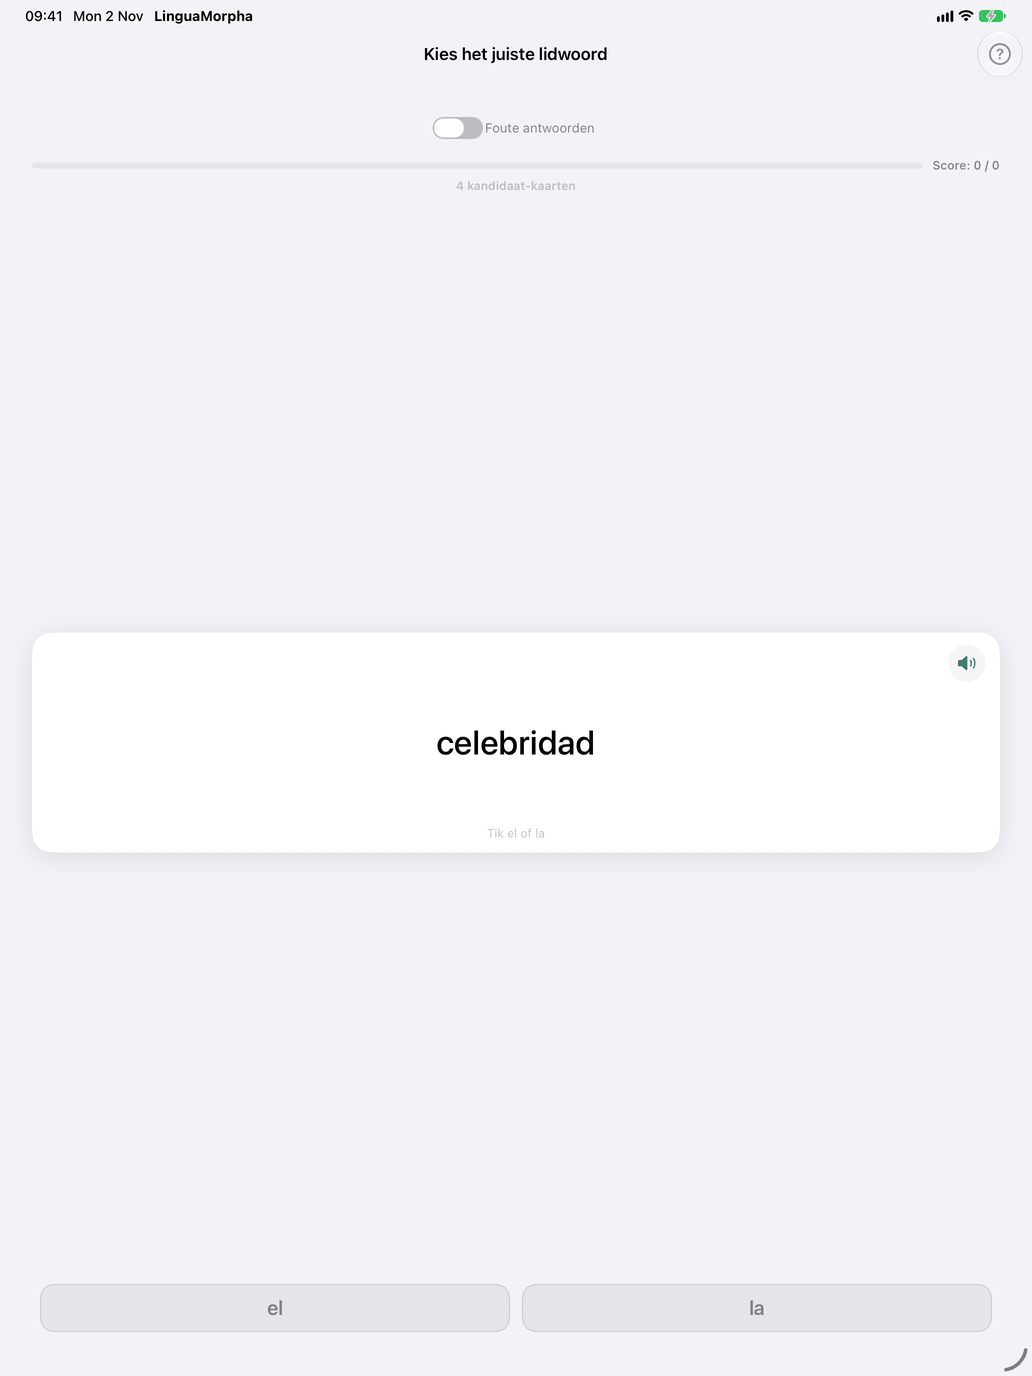 09:41 Mon 2 Nov LinguaMorpha
Kies het juiste lidwoord
Foute antwoorden
Score: 0 / 0
4 kandidaat-kaarten
celebridad
Tik el of la
el
la